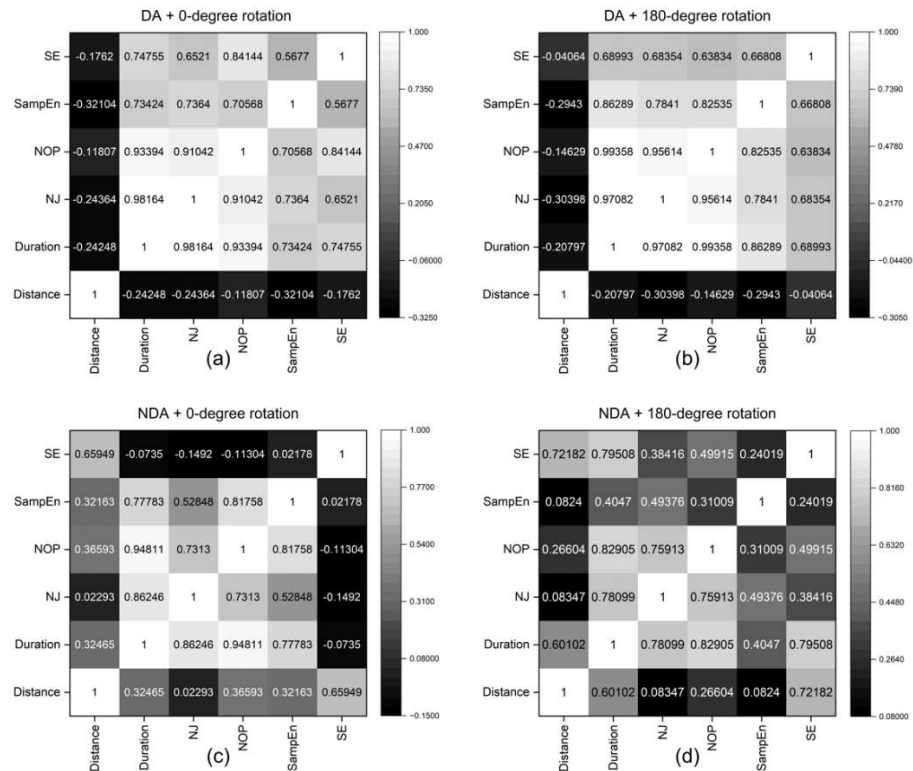 DA + 0-degree rotation
1.000
0.7350
0.4700
0.2050
−0.06000
−0.3250
SE -0.1762 0.74755 0.6521 0.84144 0.5677 1
SampEn -0.32104 0.73424 0.7364 0.70568 1 0.5677
NOP -0.11807 0.93394 0.91042 1 0.70568 0.84144
NJ -0.24364 0.98164 1 0.91042 0.7364 0.6521
Duration -0.24248 1 0.98164 0.93394 0.73424 0.74755
Distance 1 -0.24248 -0.24364 -0.11807 -0.32104 -0.1762
Distance Duration NJ NOP SampEn SE
(a)
DA + 180-degree rotation
1.000
0.7390
0.4780
0.2170
−0.04400
−0.3050
SE -0.04064 0.68993 0.68354 0.63834 0.66808 1
SampEn -0.2943 0.86289 0.7841 0.82535 1 0.66808
NOP -0.14629 0.99358 0.95614 1 0.82535 0.63834
NJ -0.30398 0.97082 1 0.95614 0.7841 0.68354
Duration -0.20797 1 0.97082 0.99358 0.86289 0.68993
Distance 1 -0.20797 -0.30398 -0.14629 -0.2943 -0.04064
Distance Duration NJ NOP SampEn SE
(b)
NDA + 0-degree rotation
1.000
0.7700
0.5400
0.3100
0.08000
-0.1500
SE 0.65949 -0.0735 -0.1492 -0.11304 0.02178 1
SampEn 0.32163 0.77783 0.52848 0.81758 1 0.02178
NOP 0.36593 0.94811 0.7313 1 0.81758 -0.11304
NJ 0.02293 0.86246 1 0.7313 0.52848 -0.1492
Duration 0.32465 1 0.86246 0.94811 0.77783 -0.0735
Distance 1 0.32465 0.02293 0.36593 0.32163 0.65949
Distance Duration NJ NOP SampEn SE
(c)
NDA + 180-degree rotation
1.000
0.8160
0.6320
0.4480
0.2640
0.08000
SE 0.72182 0.79508 0.38416 0.49915 0.24019 1
SampEn 0.0824 0.4047 0.49376 0.31009 1 0.24019
NOP 0.26604 0.82905 0.75913 1 0.31009 0.49915
NJ 0.08347 0.78099 1 0.75913 0.49376 0.38416
Duration 0.60102 1 0.78099 0.82905 0.4047 0.79508
Distance 1 0.60102 0.08347 0.26604 0.0824 0.72182
Distance Duration NJ NOP SampEn SE
(d)